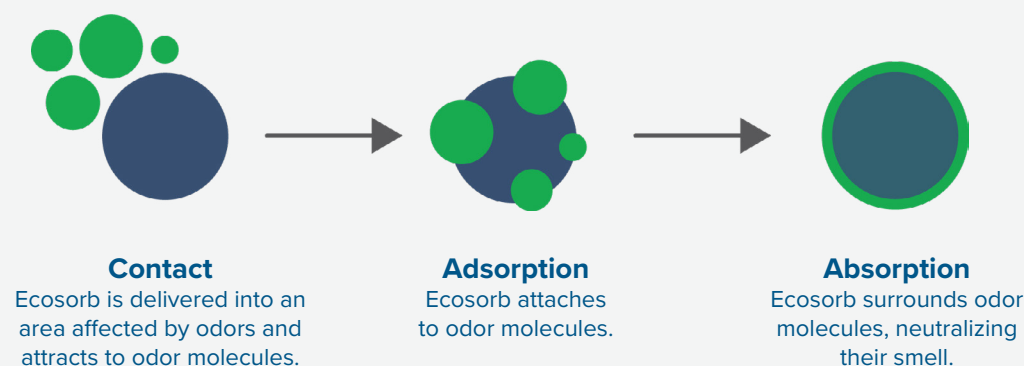 Contact
Ecosorb is delivered into an
area affected by odors and
attracts to odor molecules.
Adsorption
Ecosorb attaches
to odor molecules.
Absorption
Ecosorb surrounds odor
molecules, neutralizing
their smell.